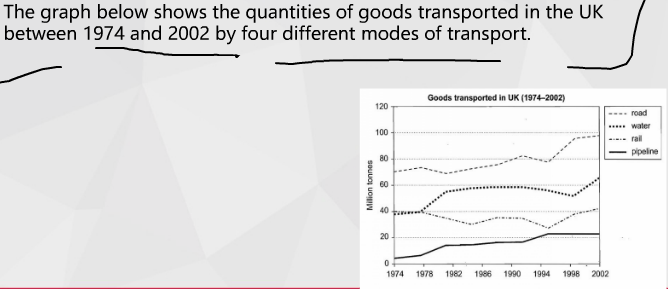 The graph below shows the quantities of goods transported in the UK
between 1974 and 2002 by four different modes of transport.
Goods transported in UK (1974–2002)
120
100
80
60
40
20
0
Million tonnes
1974 1978 1982 1986 1990 1994 1998 2002
road
water
rail
pipeline